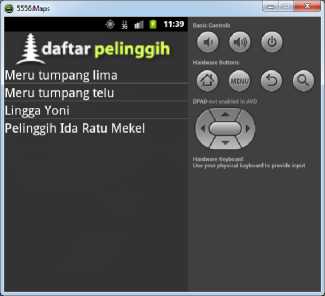 5556:Maps
11:39
daftar pelinggih
Meru tumpang lima
Meru tumpang telu
Lingga Yoni
Pelinggih Ida Ratu Mekel
Basic Controls
Hardware Buttons
MENU
DPAD not enabled in AVD
Hardware Keyboard
Use your physical keyboard to provide input